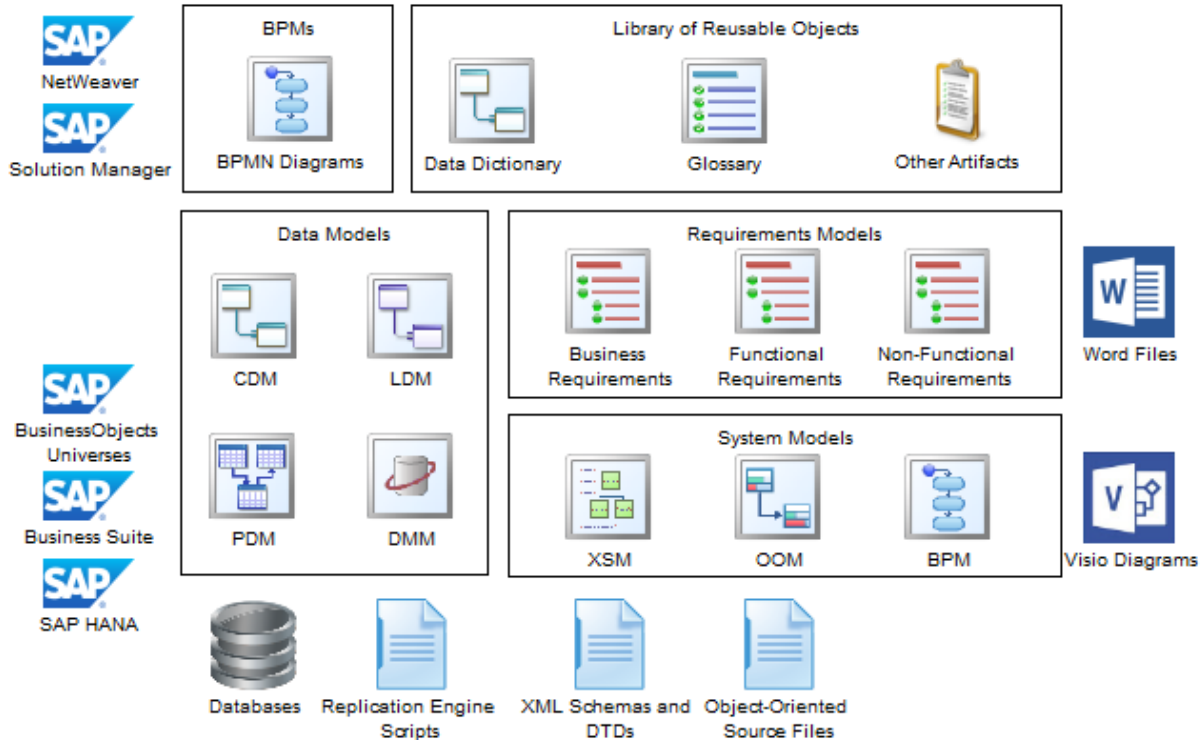 SAP
NetWeaver
SAP
Solution Manager
BPMs
BPMN Diagrams
Library of Reusable Objects
Data Dictionary
Glossary
Other Artifacts
Data Models
CDM
LDM
PDM
DMM
Requirements Models
Business
Requirements
Functional
Requirements
Non-Functional
Requirements
W
Word Files
SAP
BusinessObjects
Universes
SAP
Business Suite
SAP
SAP HANA
System Models
XSM
OOM
BPM
V
Visio Diagrams
Databases
Replication Engine
Scripts
XML Schemas and
DTDs
Object-Oriented
Source Files